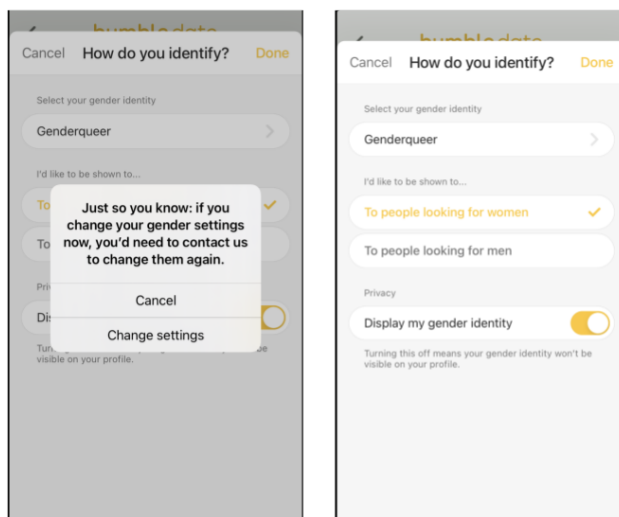 Cancel How do you identify? Done
Select your gender identity
Genderqueer
I'd like to be shown to...
To
To
Just so you know: if you
change your gender settings
now, you'd need to contact us
to change them again.
Cancel
Change settings
visible on your profile.
Cancel How do you identify? Done
Select your gender identity
Genderqueer
I'd like to be shown to...
To people looking for women
To people looking for men
Privacy
Display my gender identity
Turning this off means your gender identity won't be
visible on your profile.